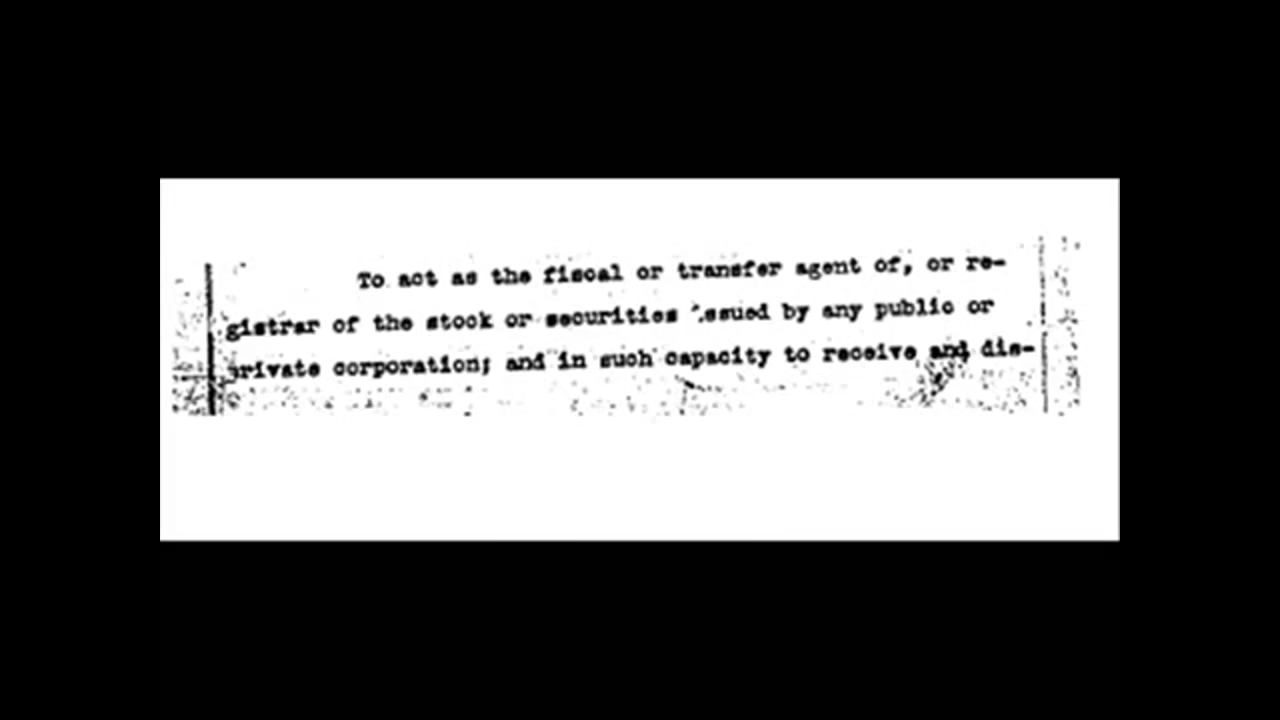 To act as the fiscal or transfer agent of, or re-
gistrar of the stock or securities issued by any public or
private corporation; and in such capacity to receive and dis-